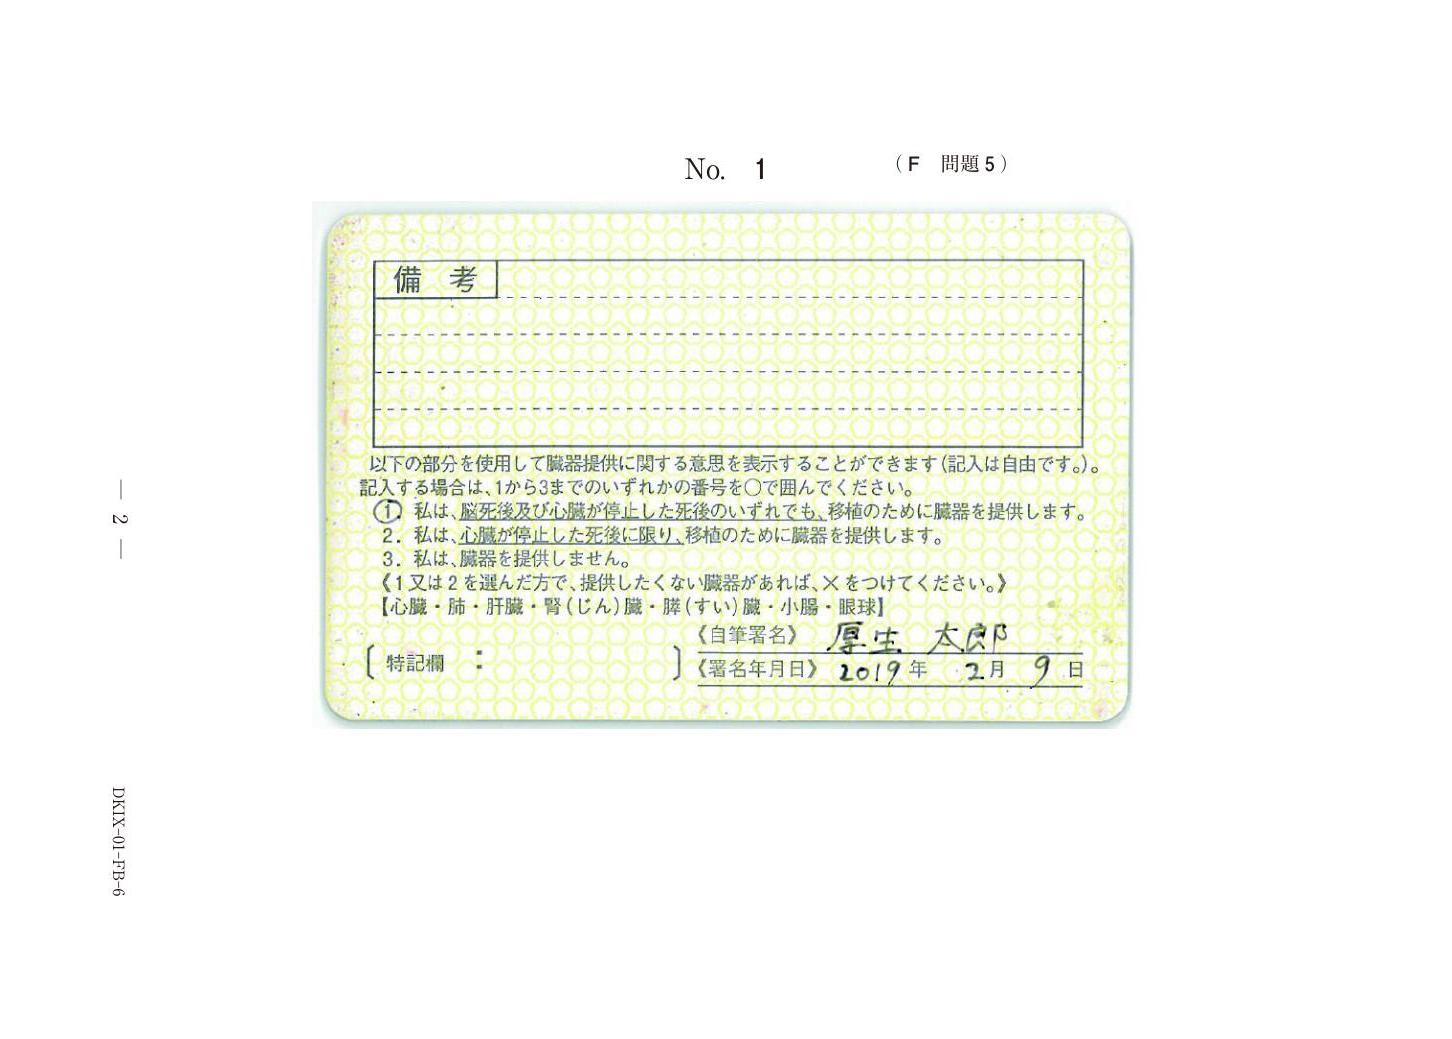 No. 1 (F 問題5)
備 考
以下の部分を使用して臓器提供に関する意思を表示することができます(記入は自由です。)。
記入する場合は、1から3までのいずれかの番号を○で囲んでください。
1. 私は、脳死後及び心臓が停止した死後のいずれでも、移植のために臓器を提供します。
2. 私は、心臓が停止した死後に限り、移植のために臓器を提供します。
3. 私は、臓器を提供しません。
《1又は2を選んだ方で、提供したくない臓器があれば、×をつけてください。》
【心臓・肺・肝臓・腎(じん)臓・膵(すい)臓・小腸・眼球】
《自筆署名》 厚生 太郎
〔特記欄 : 〕
《署名年月日》 2019年 2月 9日
― 2 ―
DKIX-01-FB-6